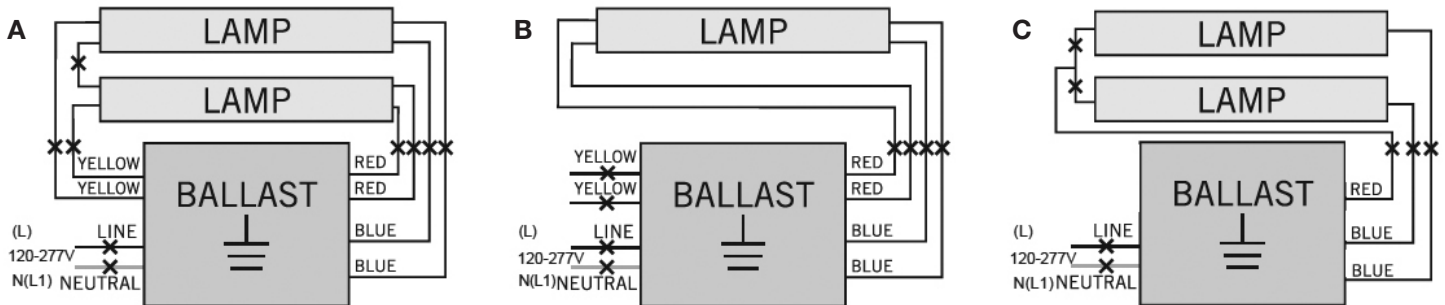 A
LAMP
LAMP
YELLOW
YELLOW
RED
RED
BALLAST
(L)
LINE
120-277V
N(L1)
NEUTRAL
BLUE
BLUE
B
LAMP
YELLOW
YELLOW
RED
RED
BALLAST
(L)
LINE
120-277V
N(L1)
NEUTRAL
BLUE
BLUE
C
LAMP
LAMP
RED
BALLAST
(L)
LINE
120-277V
N(L1)
NEUTRAL
BLUE
BLUE